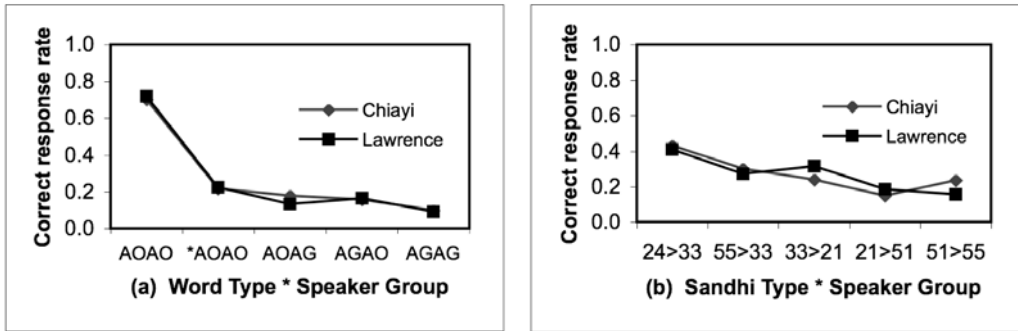 Correct response rate
1.0
0.8
0.6
0.4
0.2
0.0
Chiayi
Lawrence
AOAO *AOAO AOAG AGAO AGAG
(a) Word Type * Speaker Group
Correct response rate
1.0
0.8
0.6
0.4
0.2
0.0
Chiayi
Lawrence
24>33 55>33 33>21 21>51 51>55
(b) Sandhi Type * Speaker Group